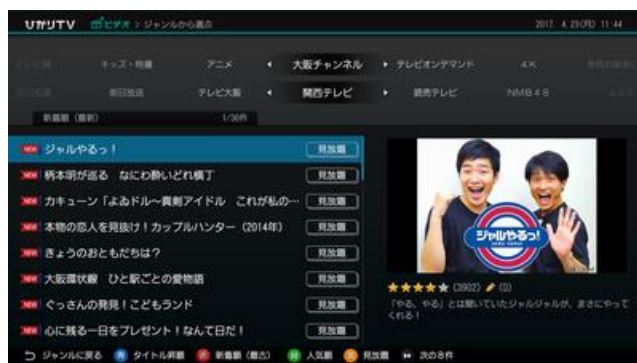 ひかりTV ビデオ > ジャンルから選ぶ 2017. 4.23(日) 11:44
キッズ・特撮 アニメ 大阪チャンネル テレビオンデマンド 4K
朝日放送 テレビ大阪 関西テレビ 読売テレビ NMB48
新着順(最新) 1/36件
NEW ジャルやるっ! 見放題
NEW 柄本明が巡る なにわ酔いどれ横丁 見放題
NEW カキューン「よゐドル~真剣アイドル これが私の… 見放題
NEW 本物の恋人を見抜け!カップルハンター(2014年) 見放題
NEW きょうのおともだちは? 見放題
NEW 大阪環状線 ひと駅ごとの愛物語 見放題
NEW ぐっさんの発見!こどもランド 見放題
NEW 心に残る一日をプレゼント!なんて日だ! 見放題
ジャルやるっ!
★★★★★ (3902) (0)
「やる、やる」とは聞いていたジャルジャルが、まさにやって
くれる!
ジャンルに戻る 青 タイトル昇順 赤 新着順(最古) 緑 人気順 黄 見放題 次の8件